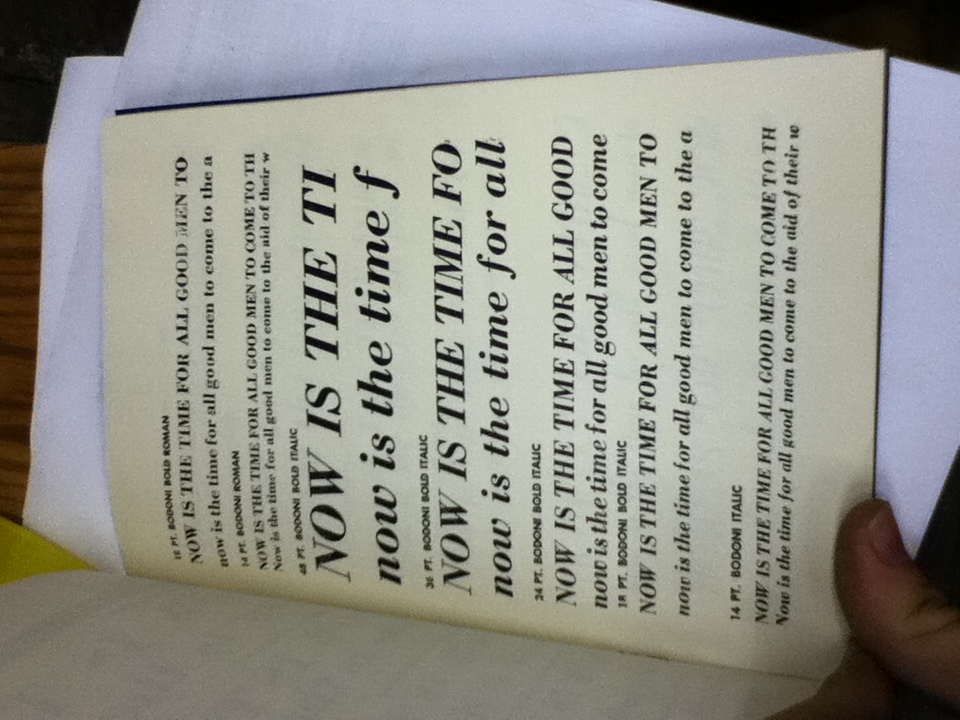 18 PT. BODONI BOLD ROMAN
NOW IS THE TIME FOR ALL GOOD MEN TO
now is the time for all good men to come to the a
14 PT. BODONI ROMAN
NOW IS THE TIME FOR ALL GOOD MEN TO COME TO TH
Now is the time for all good men to come to the aid of their w
48 PT. BODONI BOLD ITALIC
NOW IS THE TI
now is the time f
36 PT. BODONI BOLD ITALIC
NOW IS THE TIME FO
now is the time for all
24 PT. BODONI BOLD ITALIC
NOW IS THE TIME FOR ALL GOOD
now is the time for all good men to come
18 PT. BODONI BOLD ITALIC
NOW IS THE TIME FOR ALL GOOD MEN TO
now is the time for all good men to come to the a
14 PT. BODONI ITALIC
NOW IS THE TIME FOR ALL GOOD MEN TO COME TO TH
Now is the time for all good men to come to the aid of their w